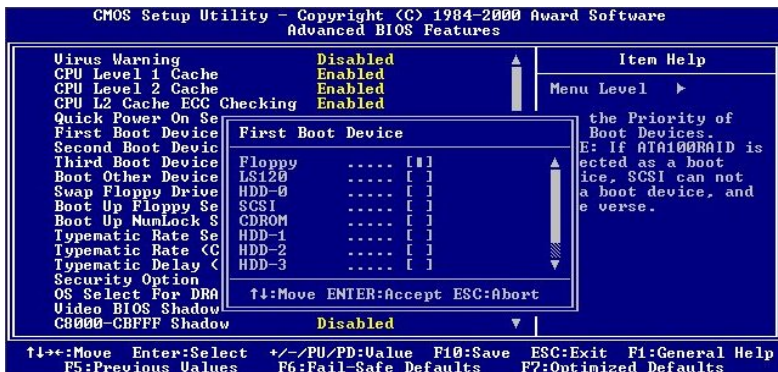 CMOS Setup Utility - Copyright (C) 1984-2000 Award Software
Advanced BIOS Features
Virus Warning Disabled
CPU Level 1 Cache Enabled
CPU Level 2 Cache Enabled
CPU L2 Cache ECC Checking Enabled
Quick Power On Se
First Boot Device
Second Boot Devic
Third Boot Device
Boot Other Device
Swap Floppy Drive
Boot Up Floppy Se
Boot Up NumLock S
Typematic Rate Se
Typematic Rate (C
Typematic Delay (
Security Option
OS Select For DRA
Video BIOS Shadow
C8000-CBFFF Shadow Disabled
First Boot Device
Floppy ..... [▮]
LS120 ..... [ ]
HDD-0 ..... [ ]
SCSI ..... [ ]
CDROM ..... [ ]
HDD-1 ..... [ ]
HDD-2 ..... [ ]
HDD-3 ..... [ ]
↑↓:Move ENTER:Accept ESC:Abort
Item Help
Menu Level ▸
the Priority of
Boot Devices.
E: If ATA100RAID is
ected as a boot
ice, SCSI can not
a boot device, and
e verse.
↑↓→←:Move Enter:Select +/-/PU/PD:Value F10:Save ESC:Exit F1:General Help
F5:Previous Values F6:Fail-Safe Defaults F7:Optimized Defaults